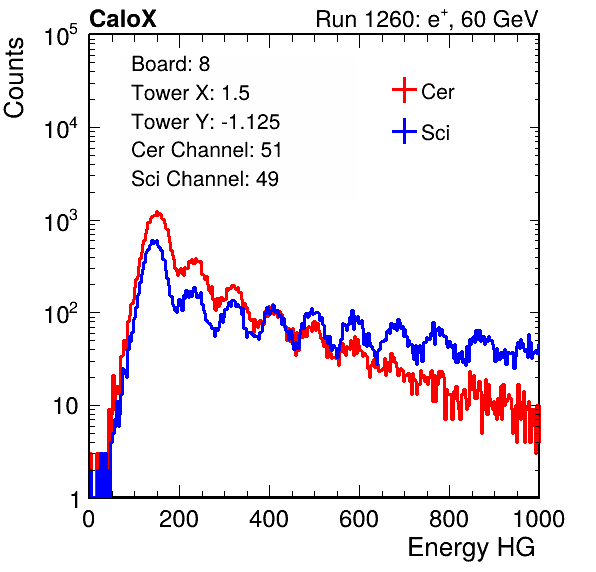 CaloX Run 1260: e⁺, 60 GeV
Counts
Board: 8
Tower X: 1.5
Tower Y: -1.125
Cer Channel: 51
Sci Channel: 49
Cer
Sci
10⁵
10⁴
10³
10²
10
1
0 200 400 600 800 1000
Energy HG